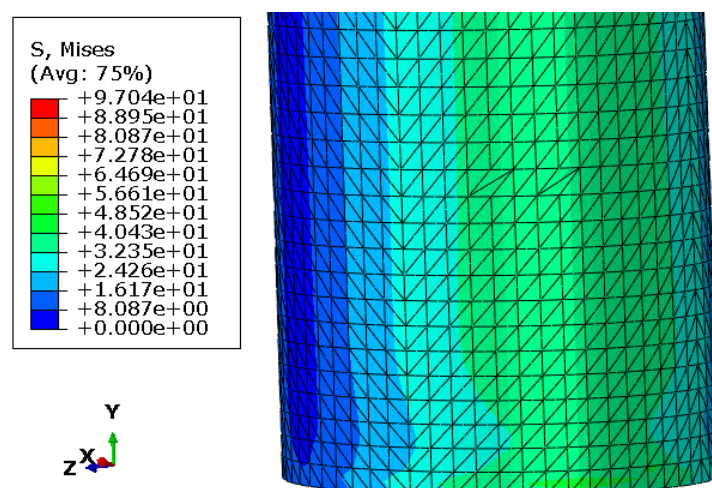 S, Mises
(Avg: 75%)
+9.704e+01
+8.895e+01
+8.087e+01
+7.278e+01
+6.469e+01
+5.661e+01
+4.852e+01
+4.043e+01
+3.235e+01
+2.426e+01
+1.617e+01
+8.087e+00
+0.000e+00
Y
X
Z